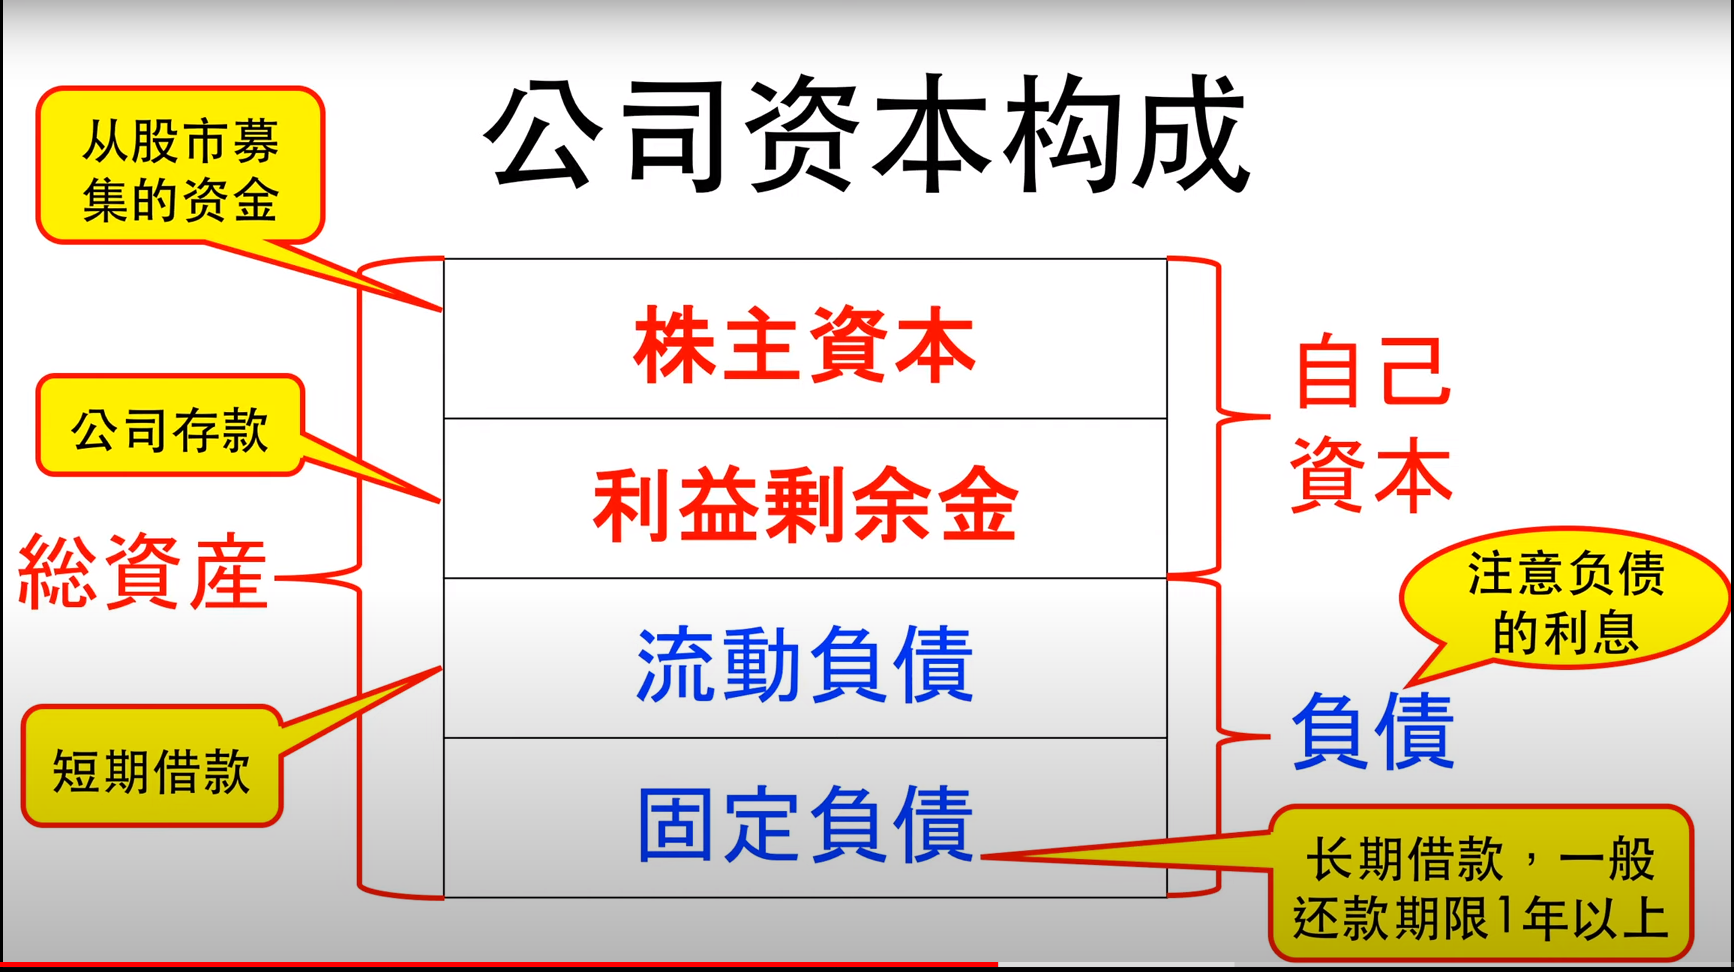 公司资本构成
从股市募
集的资金
株主資本
自己
資本
公司存款
利益剰余金
総資産
注意负债
的利息
流動負債
負債
短期借款
固定負債
长期借款，一般
还款期限1年以上